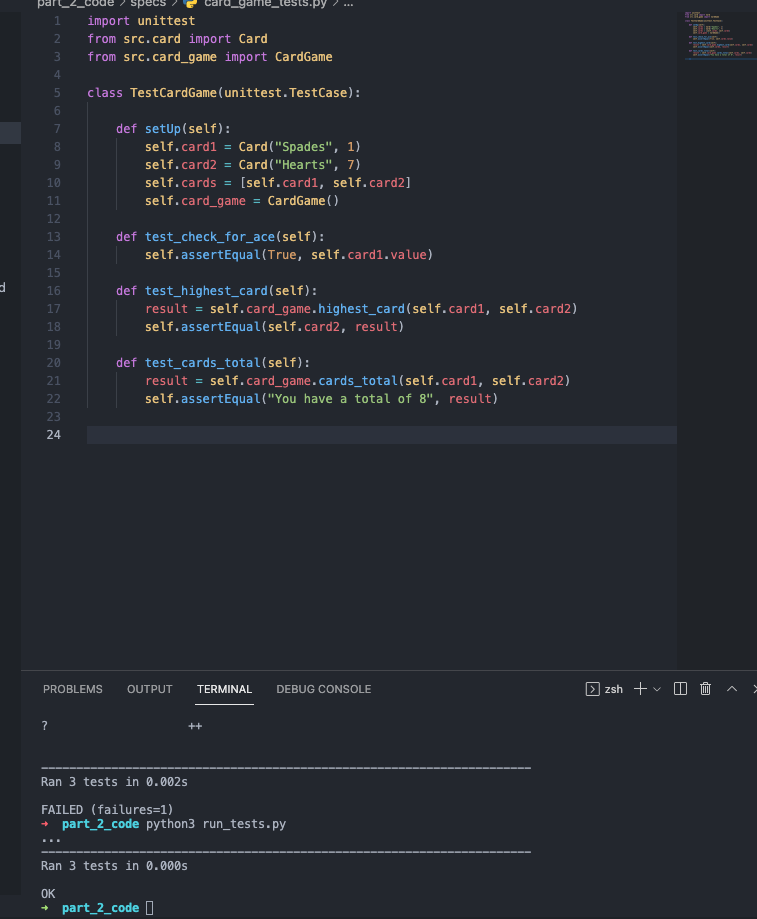 part_2_code > specs > card_game_tests.py > ...
1 import unittest
2 from src.card import Card
3 from src.card_game import CardGame
4
5 class TestCardGame(unittest.TestCase):
6
7     def setUp(self):
8         self.card1 = Card("Spades", 1)
9         self.card2 = Card("Hearts", 7)
10         self.cards = [self.card1, self.card2]
11         self.card_game = CardGame()
12
13     def test_check_for_ace(self):
14         self.assertEqual(True, self.card1.value)
15
16     def test_highest_card(self):
17         result = self.card_game.highest_card(self.card1, self.card2)
18         self.assertEqual(self.card2, result)
19
20     def test_cards_total(self):
21         result = self.card_game.cards_total(self.card1, self.card2)
22         self.assertEqual("You have a total of 8", result)
23
24
d
PROBLEMS OUTPUT TERMINAL DEBUG CONSOLE zsh
? ++
----------------------------------------------------------------------
Ran 3 tests in 0.002s
FAILED (failures=1)
→ part_2_code python3 run_tests.py
...
----------------------------------------------------------------------
Ran 3 tests in 0.000s
OK
→ part_2_code